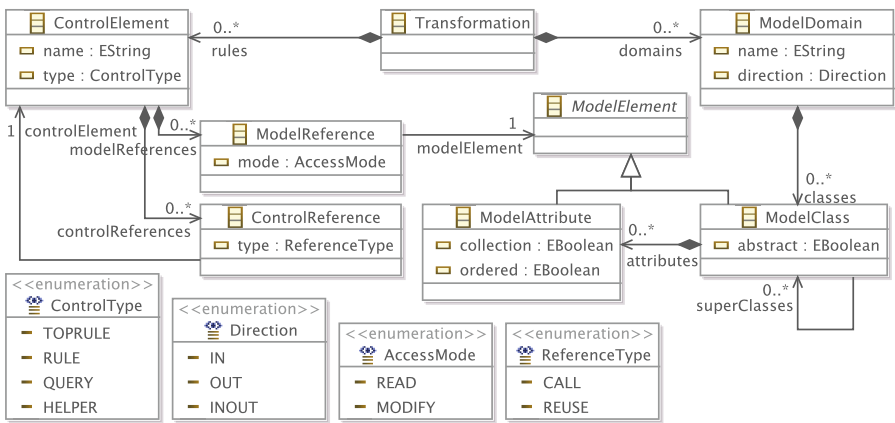 ControlElement
name : EString
type : ControlType
0..*
rules
Transformation
0..*
domains
ModelDomain
name : EString
direction : Direction
1
controlElement
0..*
modelReferences
ModelReference
mode : AccessMode
1
modelElement
ModelElement
0..*
controlReferences
ControlReference
type : ReferenceType
ModelAttribute
collection : EBoolean
ordered : EBoolean
0..*
attributes
0..*
classes
ModelClass
abstract : EBoolean
0..*
superClasses
<<enumeration>>
ControlType
TOPRULE
RULE
QUERY
HELPER
<<enumeration>>
Direction
IN
OUT
INOUT
<<enumeration>>
AccessMode
READ
MODIFY
<<enumeration>>
ReferenceType
CALL
REUSE